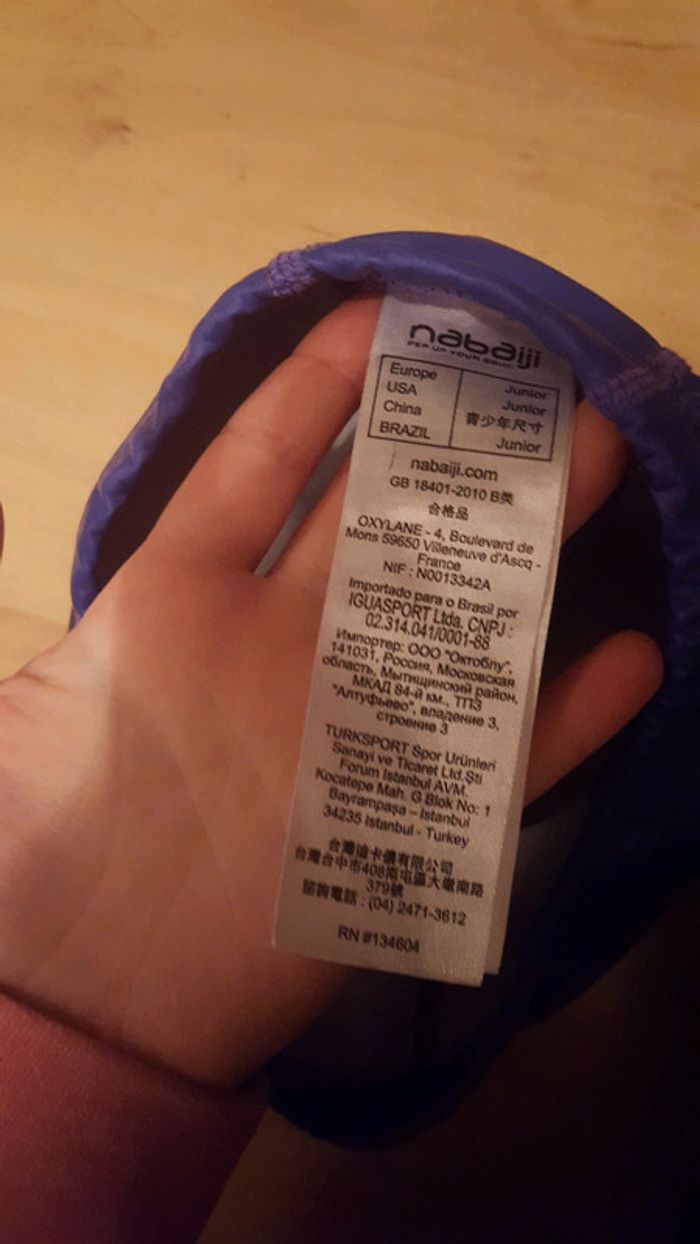 nabaiji
PEP UP YOUR SWIM
Europe Junior
USA Junior
China 青少年尺寸
BRAZIL Junior
nabaiji.com
GB 18401-2010 B类
合格品
OXYLANE - 4, Boulevard de
Mons 59650 Villeneuve d'Ascq -
France
NIF : N0013342A
Importado para o Brasil por
IGUASPORT Ltda. CNPJ :
02.314.041/0001-88
Импортер: ООО "Октоблу",
141031, Россия, Московская
область, Мытищинский район,
МКАД 84-й км., ТПЗ
"Алтуфьево", владение 3,
строение 3
TURKSPORT Spor Urünleri
Sanayi ve Ticaret Ltd.Şti
Forum Istanbul AVM.
Kocatepe Mah. G Blok No: 1
Bayrampaşa – Istanbul
34235 Istanbul - Turkey
台灣迪卡儂有限公司
台灣台中市408南屯區大墩南路
379號
諮詢電話 : (04) 2471-3612
RN #134604